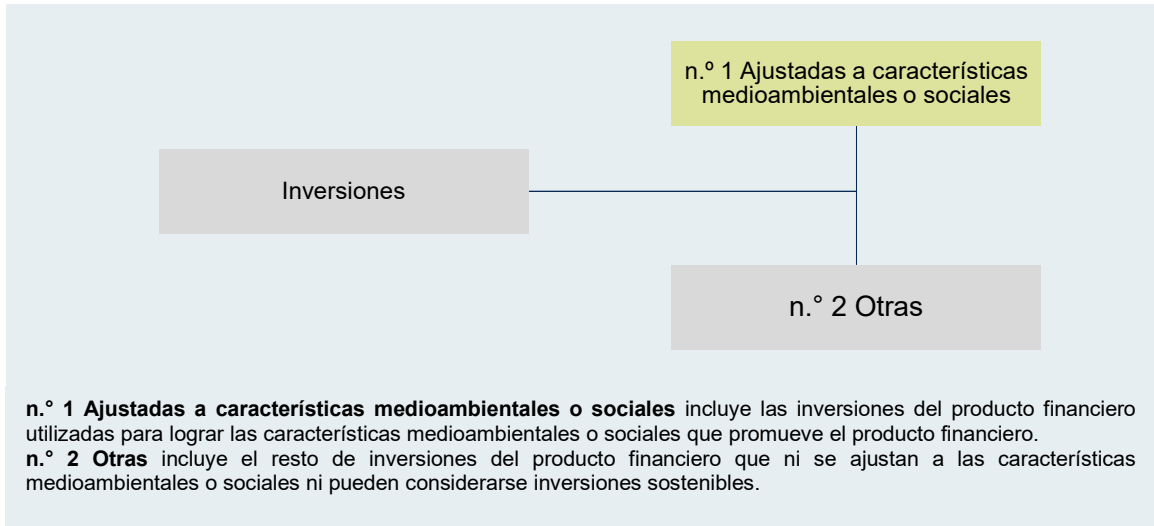 n.º 1 Ajustadas a características
medioambientales o sociales
Inversiones
n.° 2 Otras
n.° 1 Ajustadas a características medioambientales o sociales incluye las inversiones del producto financiero
utilizadas para lograr las características medioambientales o sociales que promueve el producto financiero.
n.° 2 Otras incluye el resto de inversiones del producto financiero que ni se ajustan a las características
medioambientales o sociales ni pueden considerarse inversiones sostenibles.